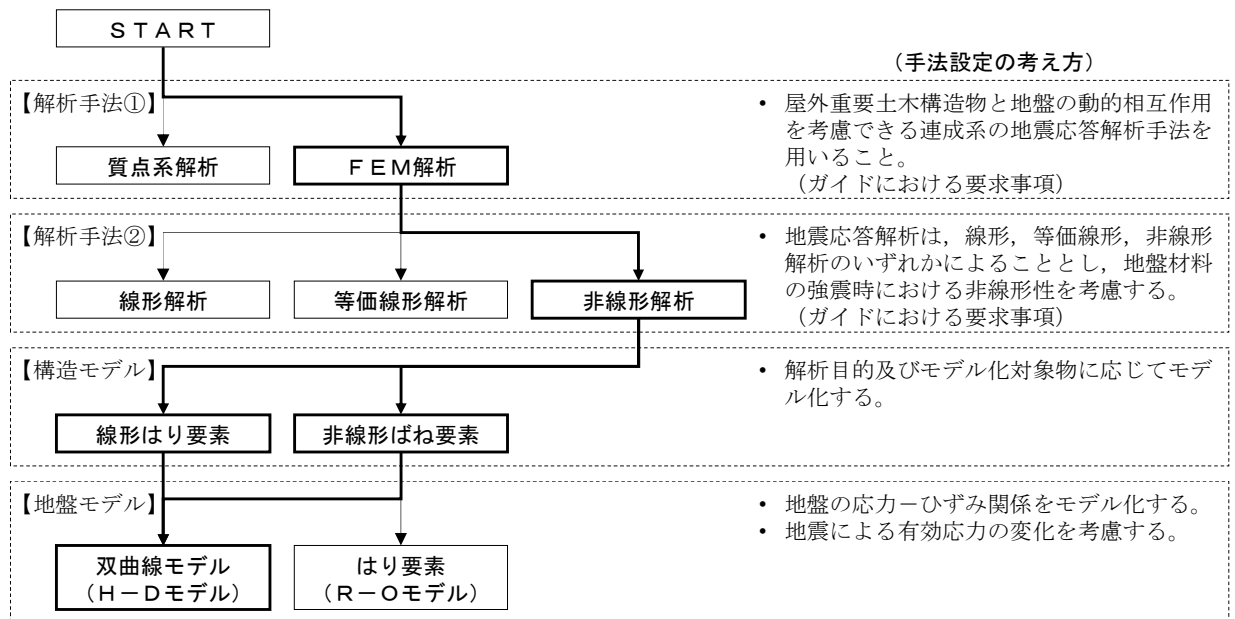 ＳＴＡＲＴ
（手法設定の考え方）
【解析手法①】
質点系解析
ＦＥＭ解析
• 屋外重要土木構造物と地盤の動的相互作用
を考慮できる連成系の地震応答解析手法を
用いること。
（ガイドにおける要求事項）
【解析手法②】
線形解析
等価線形解析
非線形解析
• 地震応答解析は，線形，等価線形，非線形
解析のいずれかによることとし，地盤材料
の強震時における非線形性を考慮する。
（ガイドにおける要求事項）
【構造モデル】
線形はり要素
非線形ばね要素
• 解析目的及びモデル化対象物に応じてモデ
ル化する。
【地盤モデル】
双曲線モデル
（Ｈ－Ｄモデル）
はり要素
（Ｒ－Ｏモデル）
• 地盤の応力－ひずみ関係をモデル化する。
• 地震による有効応力の変化を考慮する。